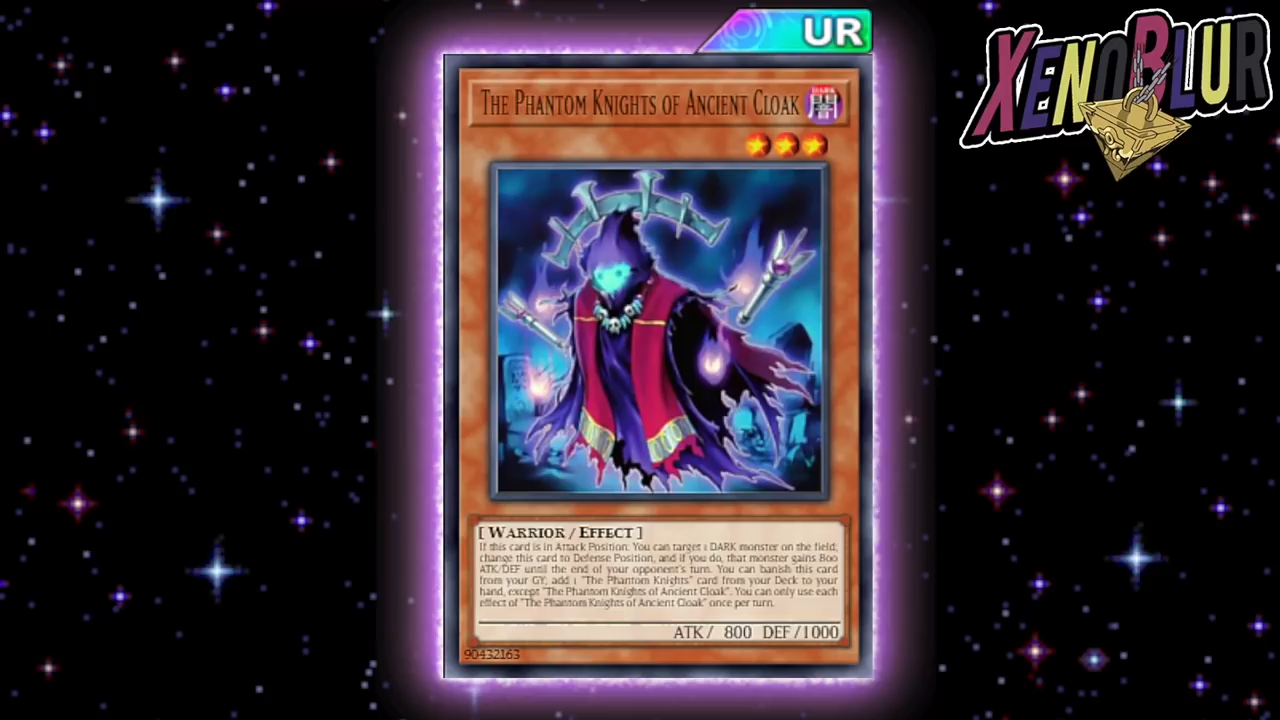 UR
XENOBLUR
THE PHANTOM KNIGHTS OF ANCIENT CLOAK
DARK
闇
[ WARRIOR / EFFECT ]
If this card is in Attack Position: You can target 1 DARK monster on the field;
change this card to Defense Position, and if you do, that monster gains 800
ATK/DEF until the end of your opponent's turn. You can banish this card
from your GY; add 1 "The Phantom Knights" card from your Deck to your
hand, except "The Phantom Knights of Ancient Cloak". You can only use each
effect of "The Phantom Knights of Ancient Cloak" once per turn.
ATK/ 800 DEF/1000
90432163